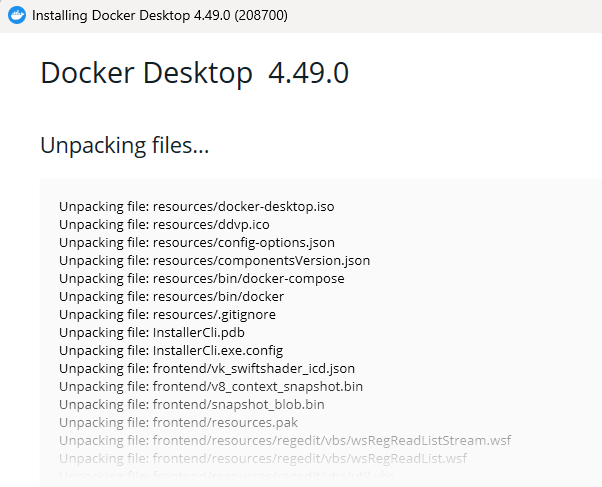 Installing Docker Desktop 4.49.0 (208700)
Docker Desktop 4.49.0
Unpacking files...
Unpacking file: resources/docker-desktop.iso
Unpacking file: resources/ddvp.ico
Unpacking file: resources/config-options.json
Unpacking file: resources/componentsVersion.json
Unpacking file: resources/bin/docker-compose
Unpacking file: resources/bin/docker
Unpacking file: resources/.gitignore
Unpacking file: InstallerCli.pdb
Unpacking file: InstallerCli.exe.config
Unpacking file: frontend/vk_swiftshader_icd.json
Unpacking file: frontend/v8_context_snapshot.bin
Unpacking file: frontend/snapshot_blob.bin
Unpacking file: frontend/resources.pak
Unpacking file: frontend/resources/regedit/vbs/wsRegReadListStream.wsf
Unpacking file: frontend/resources/regedit/vbs/wsRegReadList.wsf